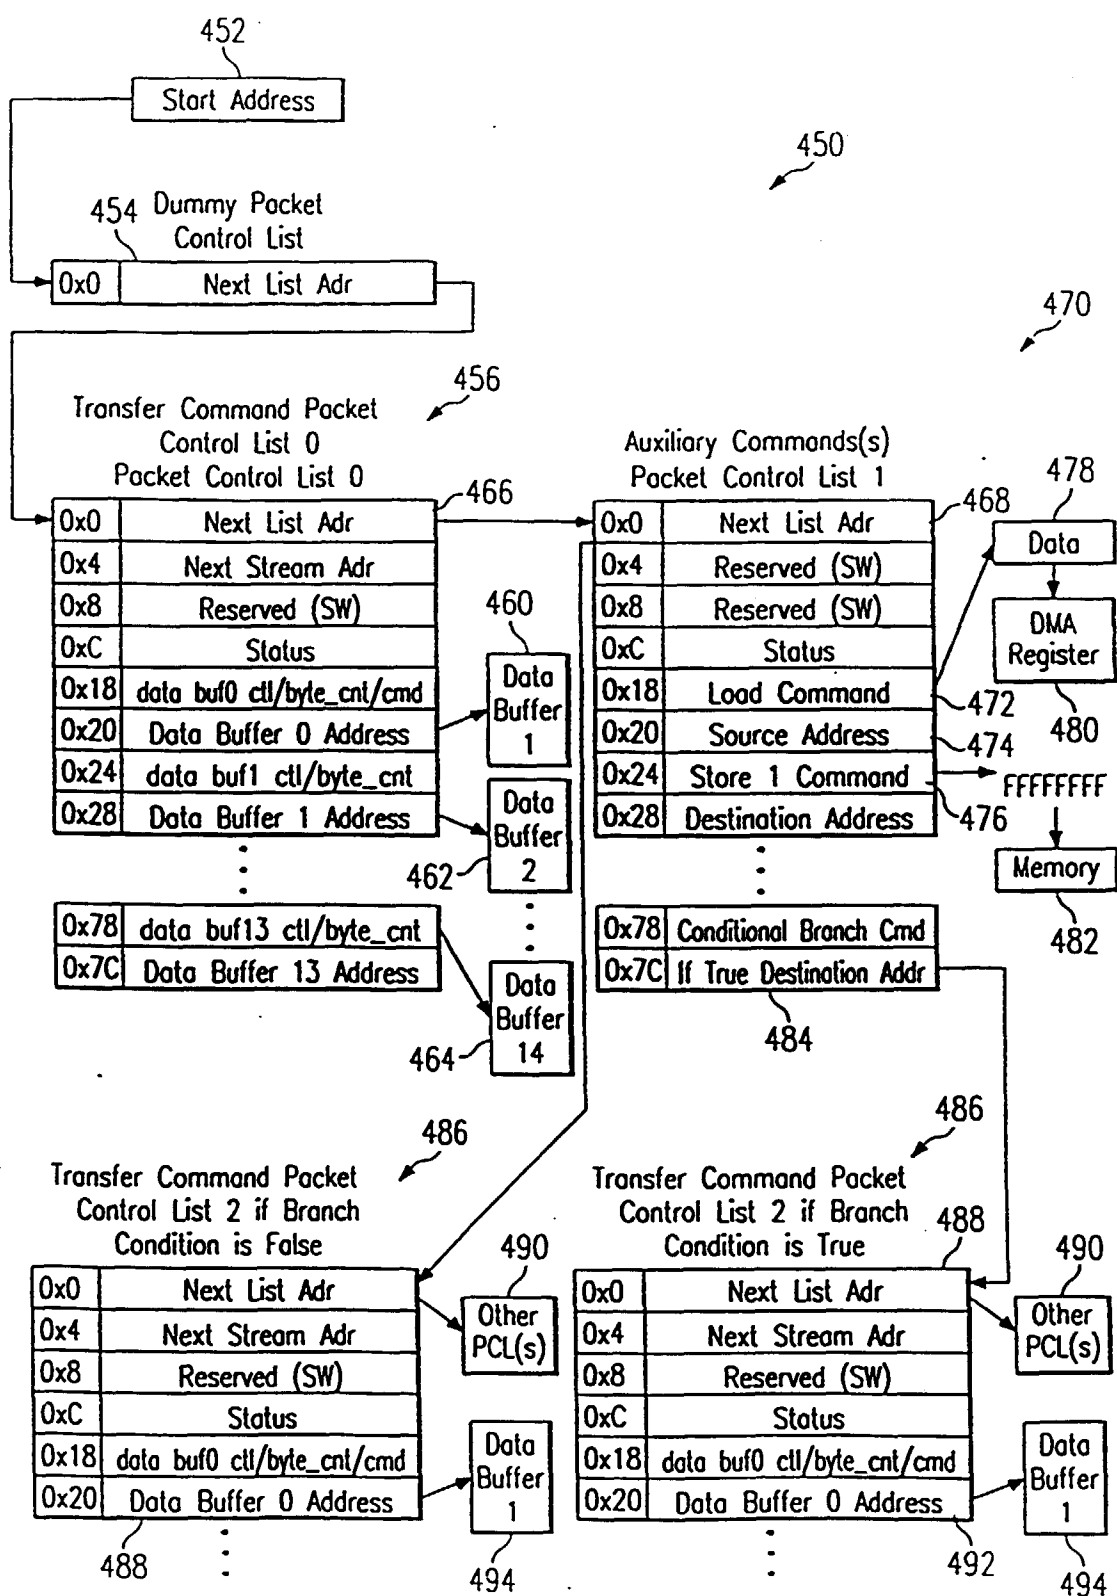 452
Start Address
450
454 Dummy Packet
Control List
0x0 Next List Adr
470
456
Transfer Command Packet
Control List 0
Packet Control List 0
466
0x0 Next List Adr
0x4 Next Stream Adr
0x8 Reserved (SW)
0xC Status
0x18 data buf0 ctl/byte_cnt/cmd
0x20 Data Buffer 0 Address
0x24 data buf1 ctl/byte_cnt
0x28 Data Buffer 1 Address
0x78 data buf13 ctl/byte_cnt
0x7C Data Buffer 13 Address
460
Data
Buffer
1
Data
Buffer
2
462
Data
Buffer
14
464
Auxiliary Commands(s)
Packet Control List 1
468
0x0 Next List Adr
0x4 Reserved (SW)
0x8 Reserved (SW)
0xC Status
0x18 Load Command
472
0x20 Source Address
474
0x24 Store 1 Command
476
0x28 Destination Address
0x78 Conditional Branch Cmd
0x7C If True Destination Addr
484
478
Data
DMA
Register
480
FFFFFFFF
Memory
482
486
Transfer Command Packet
Control List 2 if Branch
Condition is False
0x0 Next List Adr
0x4 Next Stream Adr
0x8 Reserved (SW)
0xC Status
0x18 data buf0 ctl/byte_cnt/cmd
0x20 Data Buffer 0 Address
488
490
Other
PCL(s)
Data
Buffer
1
494
486
Transfer Command Packet
Control List 2 if Branch
Condition is True
488
0x0 Next List Adr
0x4 Next Stream Adr
0x8 Reserved (SW)
0xC Status
0x18 data buf0 ctl/byte_cnt/cmd
0x20 Data Buffer 0 Address
492
490
Other
PCL(s)
Data
Buffer
1
494